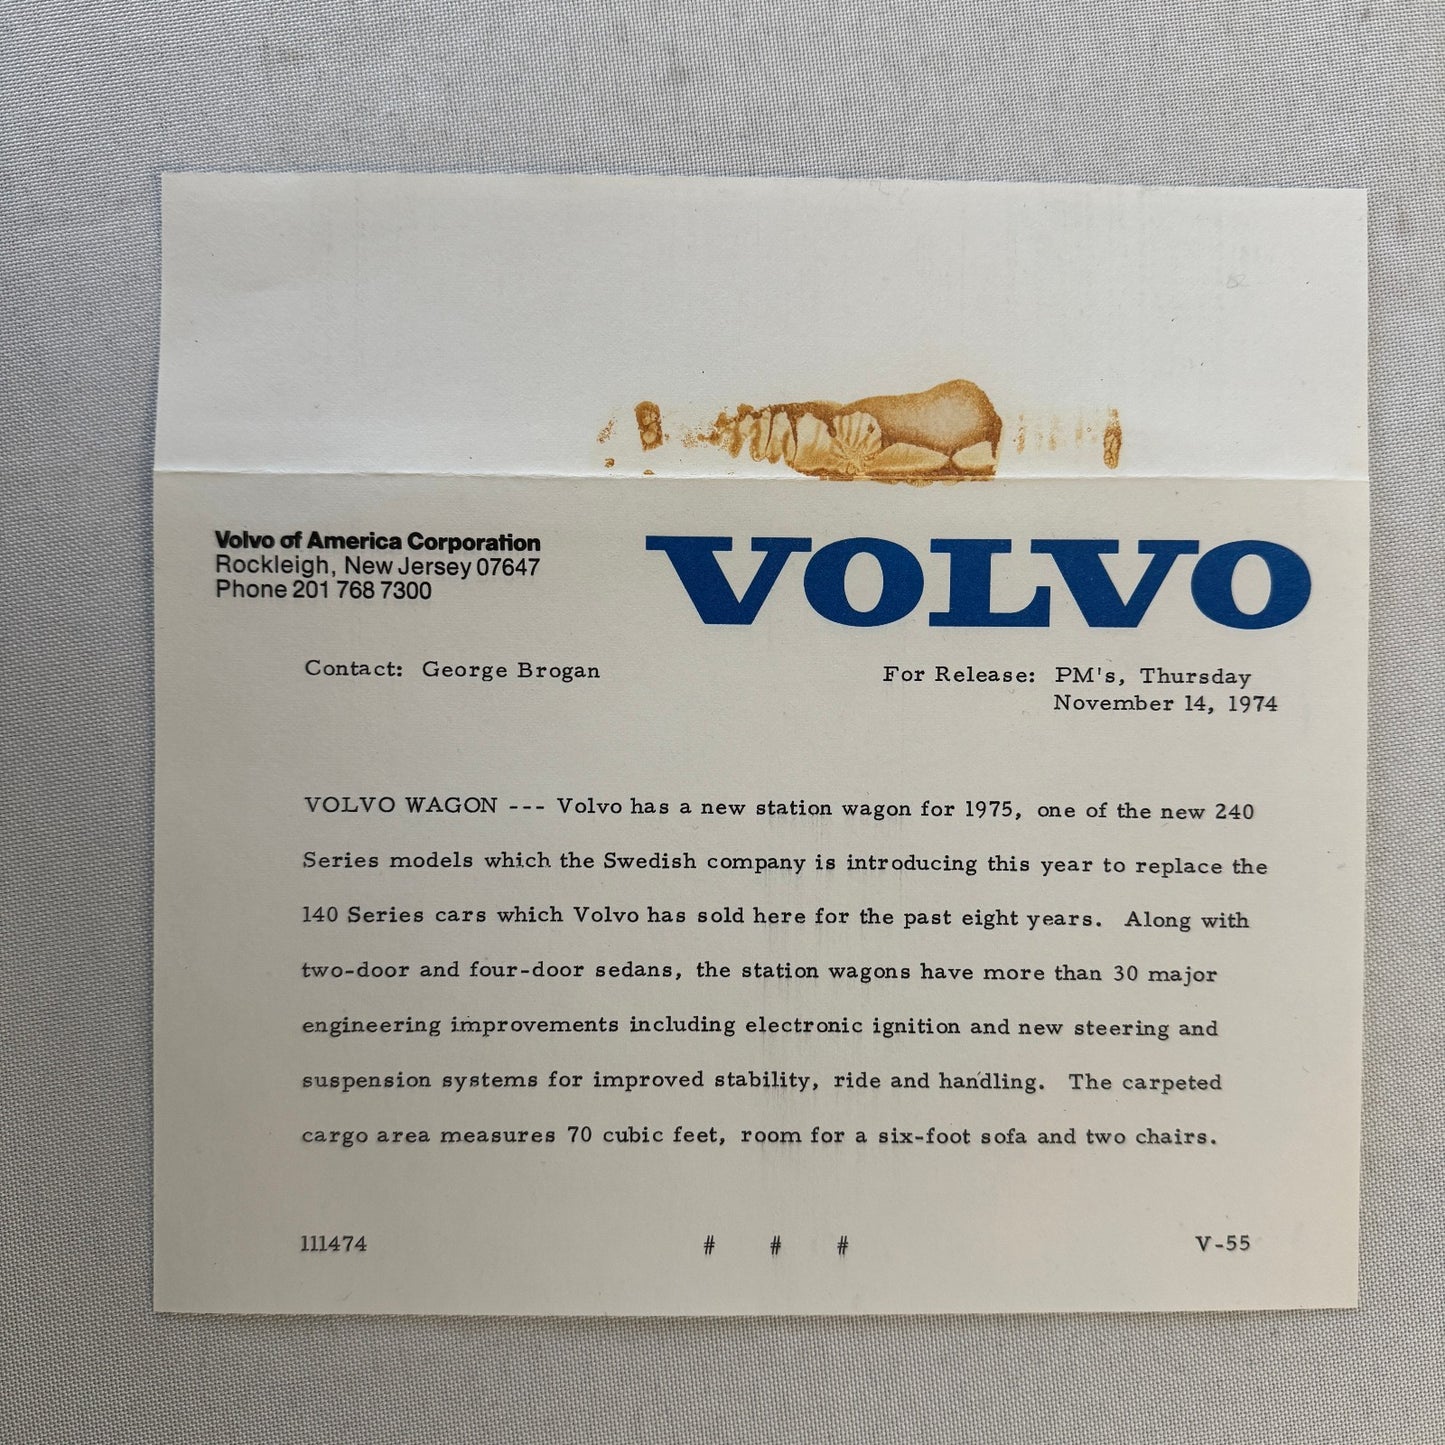 Volvo of America Corporation
Rockleigh, New Jersey 07647
Phone 201 768 7300
VOLVO
Contact: George Brogan
For Release: PM's, Thursday
November 14, 1974
VOLVO WAGON --- Volvo has a new station wagon for 1975, one of the new 240
Series models which the Swedish company is introducing this year to replace the
140 Series cars which Volvo has sold here for the past eight years. Along with
two-door and four-door sedans, the station wagons have more than 30 major
engineering improvements including electronic ignition and new steering and
suspension systems for improved stability, ride and handling. The carpeted
cargo area measures 70 cubic feet, room for a six-foot sofa and two chairs.
111474 # # # V-55